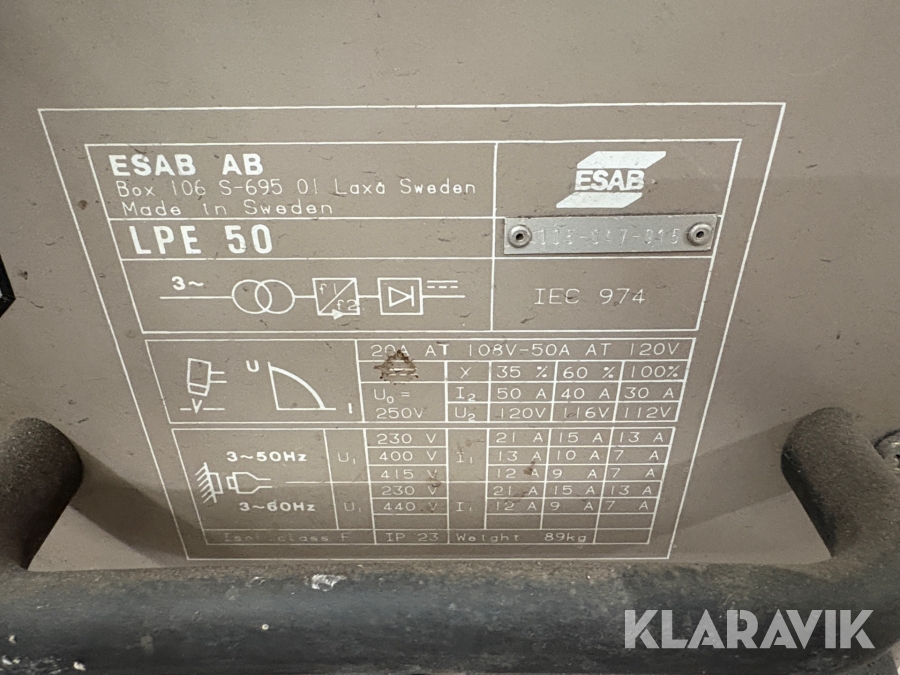 ESAB AB
Box 106 S-695 01 Laxå Sweden
Made in Sweden
ESAB
LPE 50
3~
f1
f2
IEC 974
20A AT 108V-50A AT 120V
U
I
V
X 35 % 60 % 100%
U₀= I₂ 50 A 40 A 30 A
250V U₂ 120V 116V 112V
3~50Hz U₁ 230 V I₁ 21 A 15 A 13 A
400 V 13 A 10 A 7 A
415 V 12 A 9 A 7 A
3~60Hz U₁ 230 V I₁ 21 A 15 A 13 A
440 V 12 A 9 A 7 A
Isol.class F IP 23 Weight 89kg
KLARAVIK